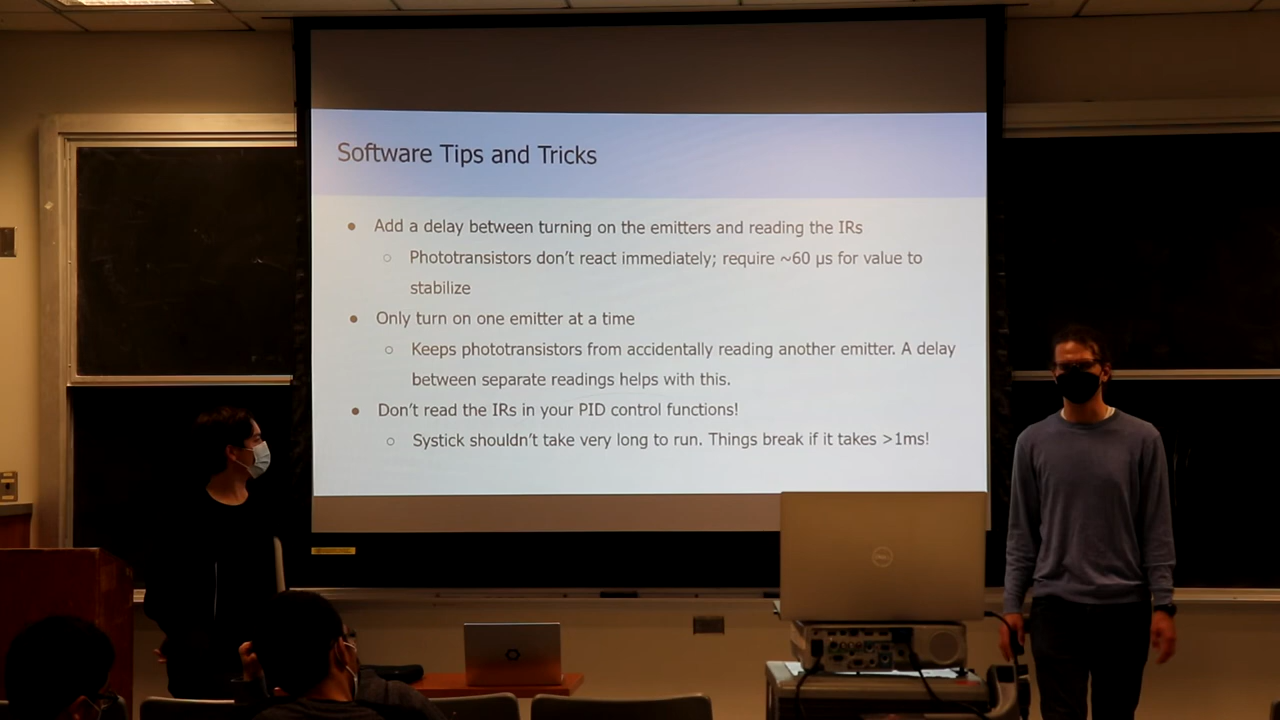 Software Tips and Tricks
● Add a delay between turning on the emitters and reading the IRs
○ Phototransistors don't react immediately; require ~60 µs for value to
stabilize
● Only turn on one emitter at a time
○ Keeps phototransistors from accidentally reading another emitter. A delay
between separate readings helps with this.
● Don't read the IRs in your PID control functions!
○ Systick shouldn't take very long to run. Things break if it takes >1ms!
DELL